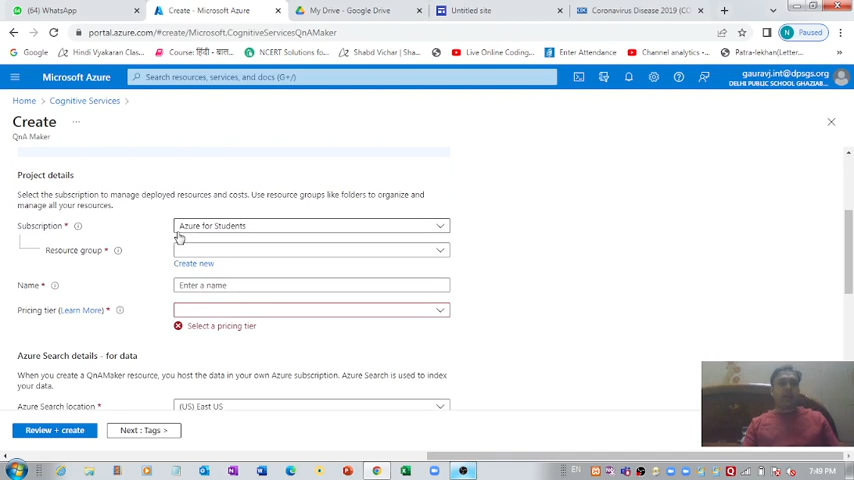 (64) WhatsApp
Create - Microsoft Azure
My Drive - Google Drive
Untitled site
Coronavirus Disease 2019 (CO
portal.azure.com/#create/Microsoft.CognitiveServicesQnAMaker
N Paused
Google
Hindi Vyakaran Class...
Course: हिंदी - वाल...
NCERT Solutions for...
Shabd Vichar | Shab...
Live Online Coding...
Enter Attendance
Channel analytics -...
Patra-lekhan(Letter...
Microsoft Azure
Search resources, services, and docs (G+/)
gauravj.int@dpsgs.org
DELHI PUBLIC SCHOOL GHAZIAB...
Home > Cognitive Services >
Create ...
QnA Maker
Project details
Select the subscription to manage deployed resources and costs. Use resource groups like folders to organize and
manage all your resources.
Subscription *
Azure for Students
Resource group *
Create new
Name *
Enter a name
Pricing tier (Learn More) *
Select a pricing tier
Azure Search details - for data
When you create a QnAMaker resource, you host the data in your own Azure subscription. Azure Search is used to index
your data.
Azure Search location *
(US) East US
Review + create
Next : Tags >
EN
7:49 PM